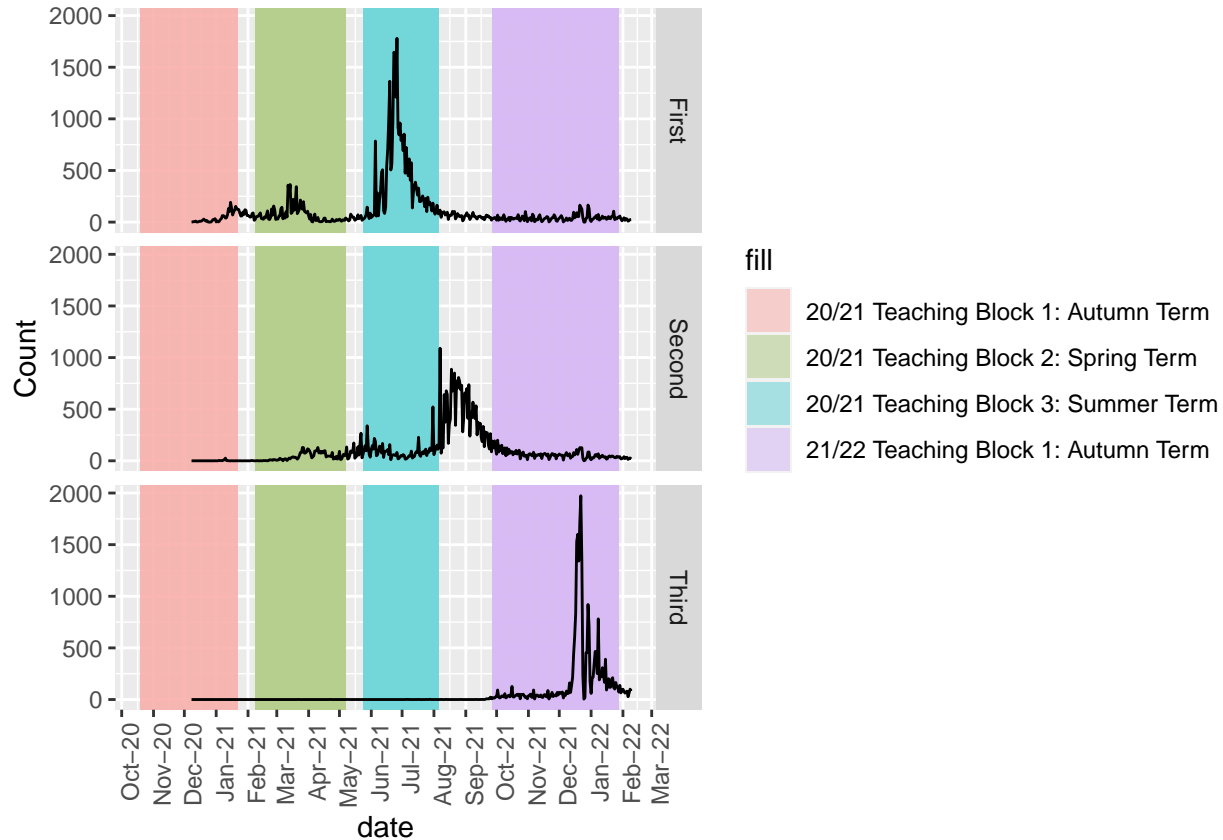 2000
1500
1000
500
0
First
2000
1500
1000
500
0
Second
2000
1500
1000
500
0
Third
Count
Oct−20
Nov−20
Dec−20
Jan−21
Feb−21
Mar−21
Apr−21
May−21
Jun−21
Jul−21
Aug−21
Sep−21
Oct−21
Nov−21
Dec−21
Jan−22
Feb−22
Mar−22
date
fill
20/21 Teaching Block 1: Autumn Term
20/21 Teaching Block 2: Spring Term
20/21 Teaching Block 3: Summer Term
21/22 Teaching Block 1: Autumn Term